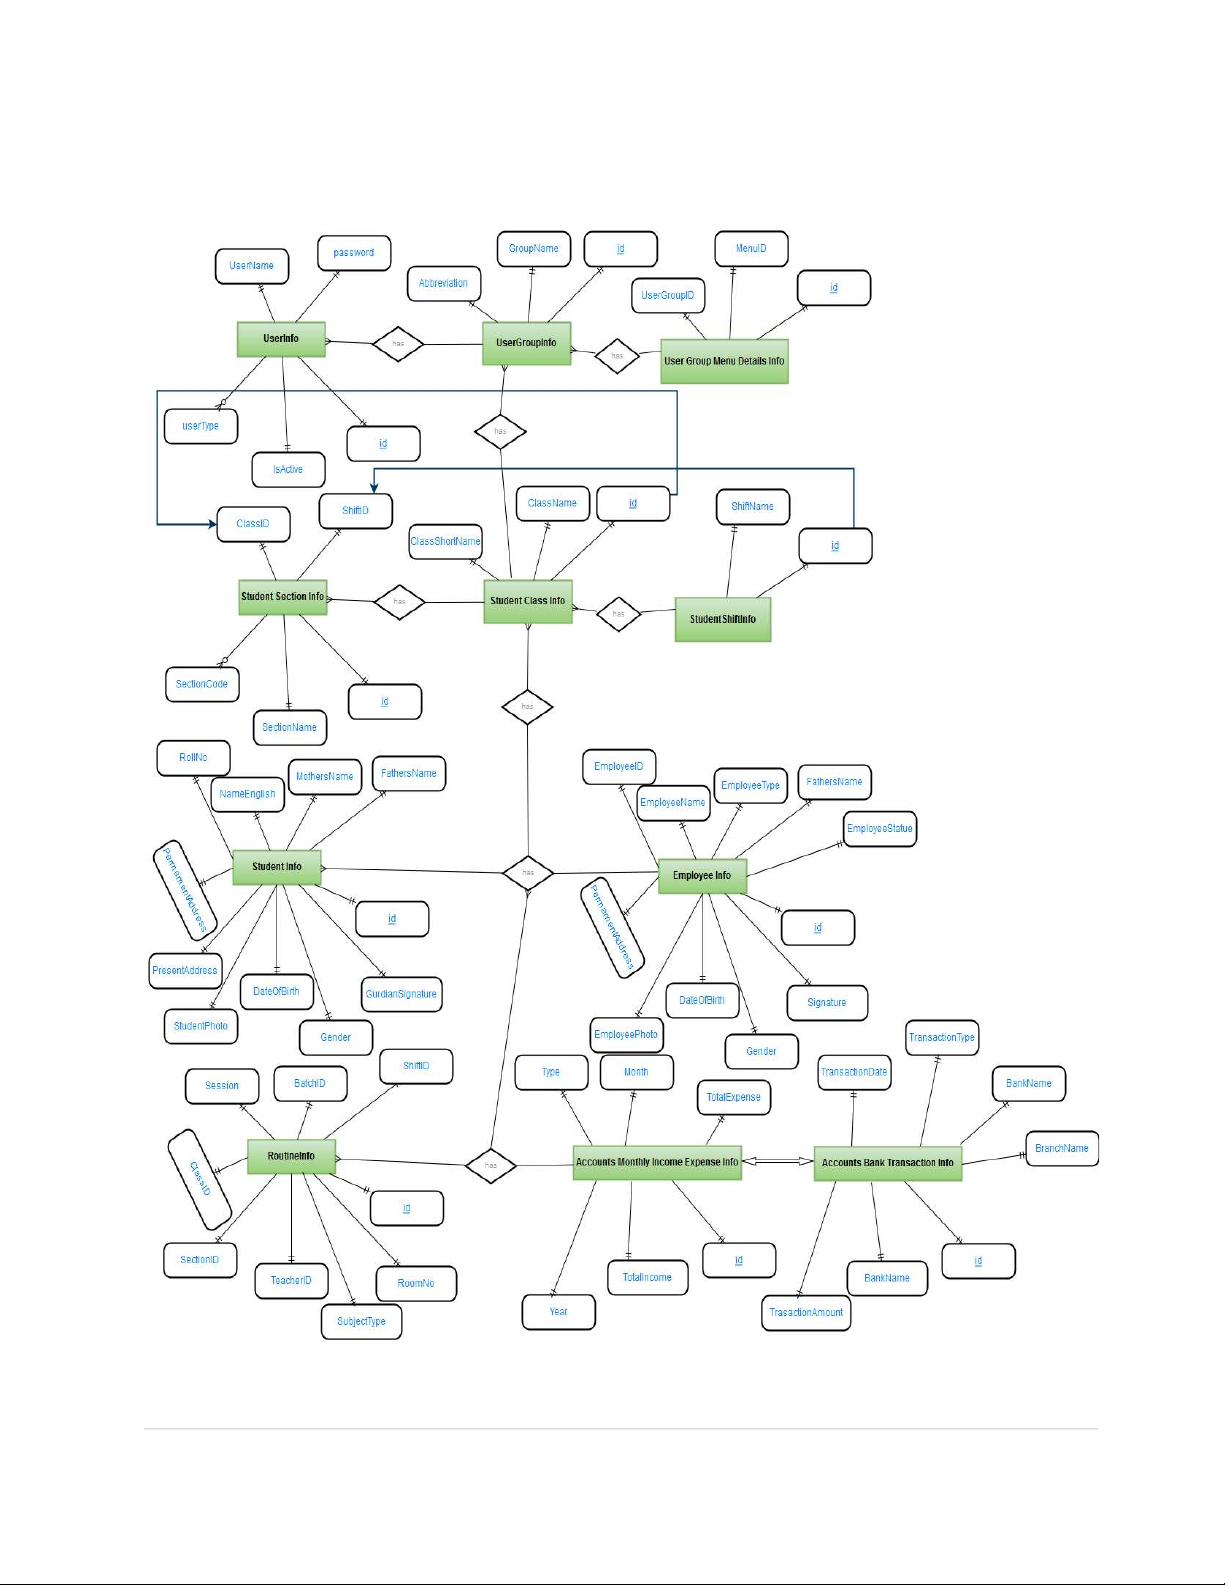 UserName
password
GroupName
id
MenuID
Abbreviation
UserGroupID
id
UserInfo
has
UserGroupInfo
has
User Group Menu Details Info
userType
has
id
IsActive
ClassID
ShiftID
ClassName
id
ShiftName
ClassShortName
id
Student Section Info
has
Student Class Info
has
StudentShiftInfo
SectionCode
id
SectionName
has
RollNo
NameEnglish
MothersName
FathersName
EmployeeID
EmployeeName
EmployeeType
FathersName
EmployeeStatue
Student Info
has
Employee Info
PermamentAddress
id
PermamentAddress
id
PresentAddress
DateOfBirth
GurdianSignature
DateOfBirth
Signature
StudentPhoto
Gender
EmployeePhoto
Gender
TransactionType
Session
BatchID
ShiftID
Type
Month
TotalExpense
TransactionDate
BankName
BranchName
RoutineInfo
has
Accounts Monthly Income Expense Info
Accounts Bank Transaction Info
ClassID
id
SectionID
TeacherID
RoomNo
SubjectType
Year
TotalIncome
id
TrasactionAmount
BankName
id